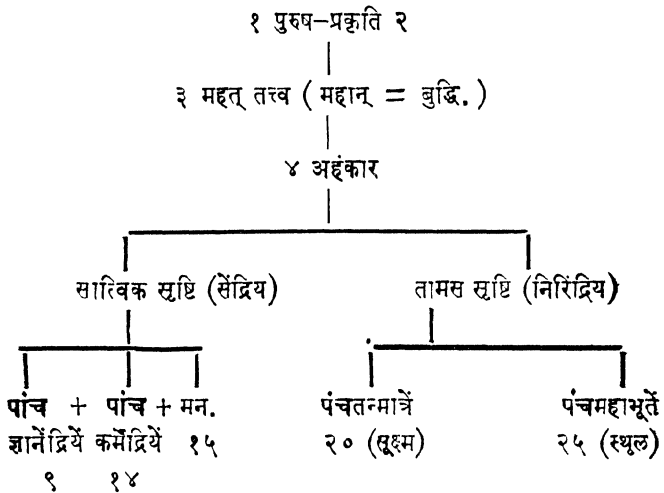 १ पुरुष-प्रकृति २
३ महत् तत्त्व ( महान् = बुद्धि. )
४ अहंकार
सात्विक सृष्टि (सेंद्रिय) तामस सृष्टि (निरिंद्रिय)
पांच + पांच + मन. पंचतन्मात्रें पंचमहाभूतें
ज्ञानेंद्रियें कर्मेंद्रियें १५ २० (सूक्ष्म) २५ (स्थुल)
९ १४